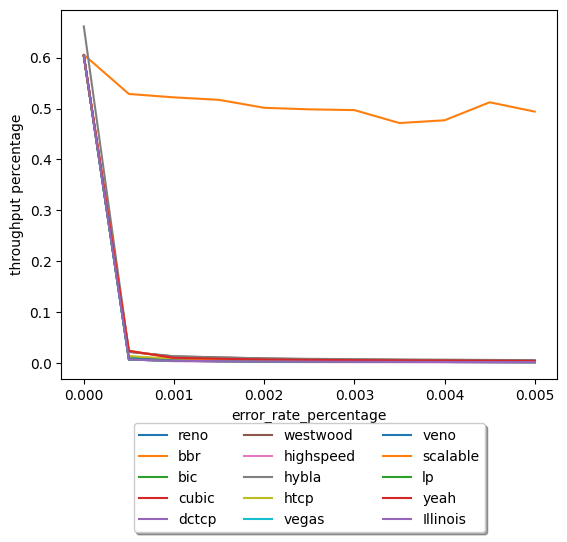 throughput percentage
0.6
0.5
0.4
0.3
0.2
0.1
0.0
0.000 0.001 0.002 0.003 0.004 0.005
error_rate_percentage
reno westwood veno
bbr highspeed scalable
bic hybla lp
cubic htcp yeah
dctcp vegas Illinois